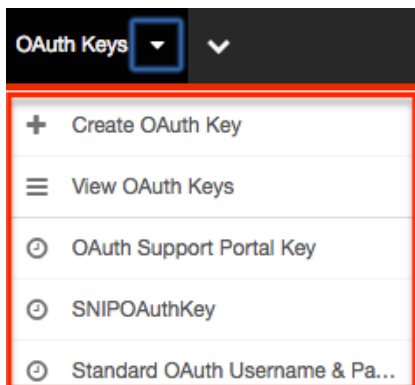 OAuth Keys
Create OAuth Key
View OAuth Keys
OAuth Support Portal Key
SNIPOAuthKey
Standard OAuth Username & Pa...